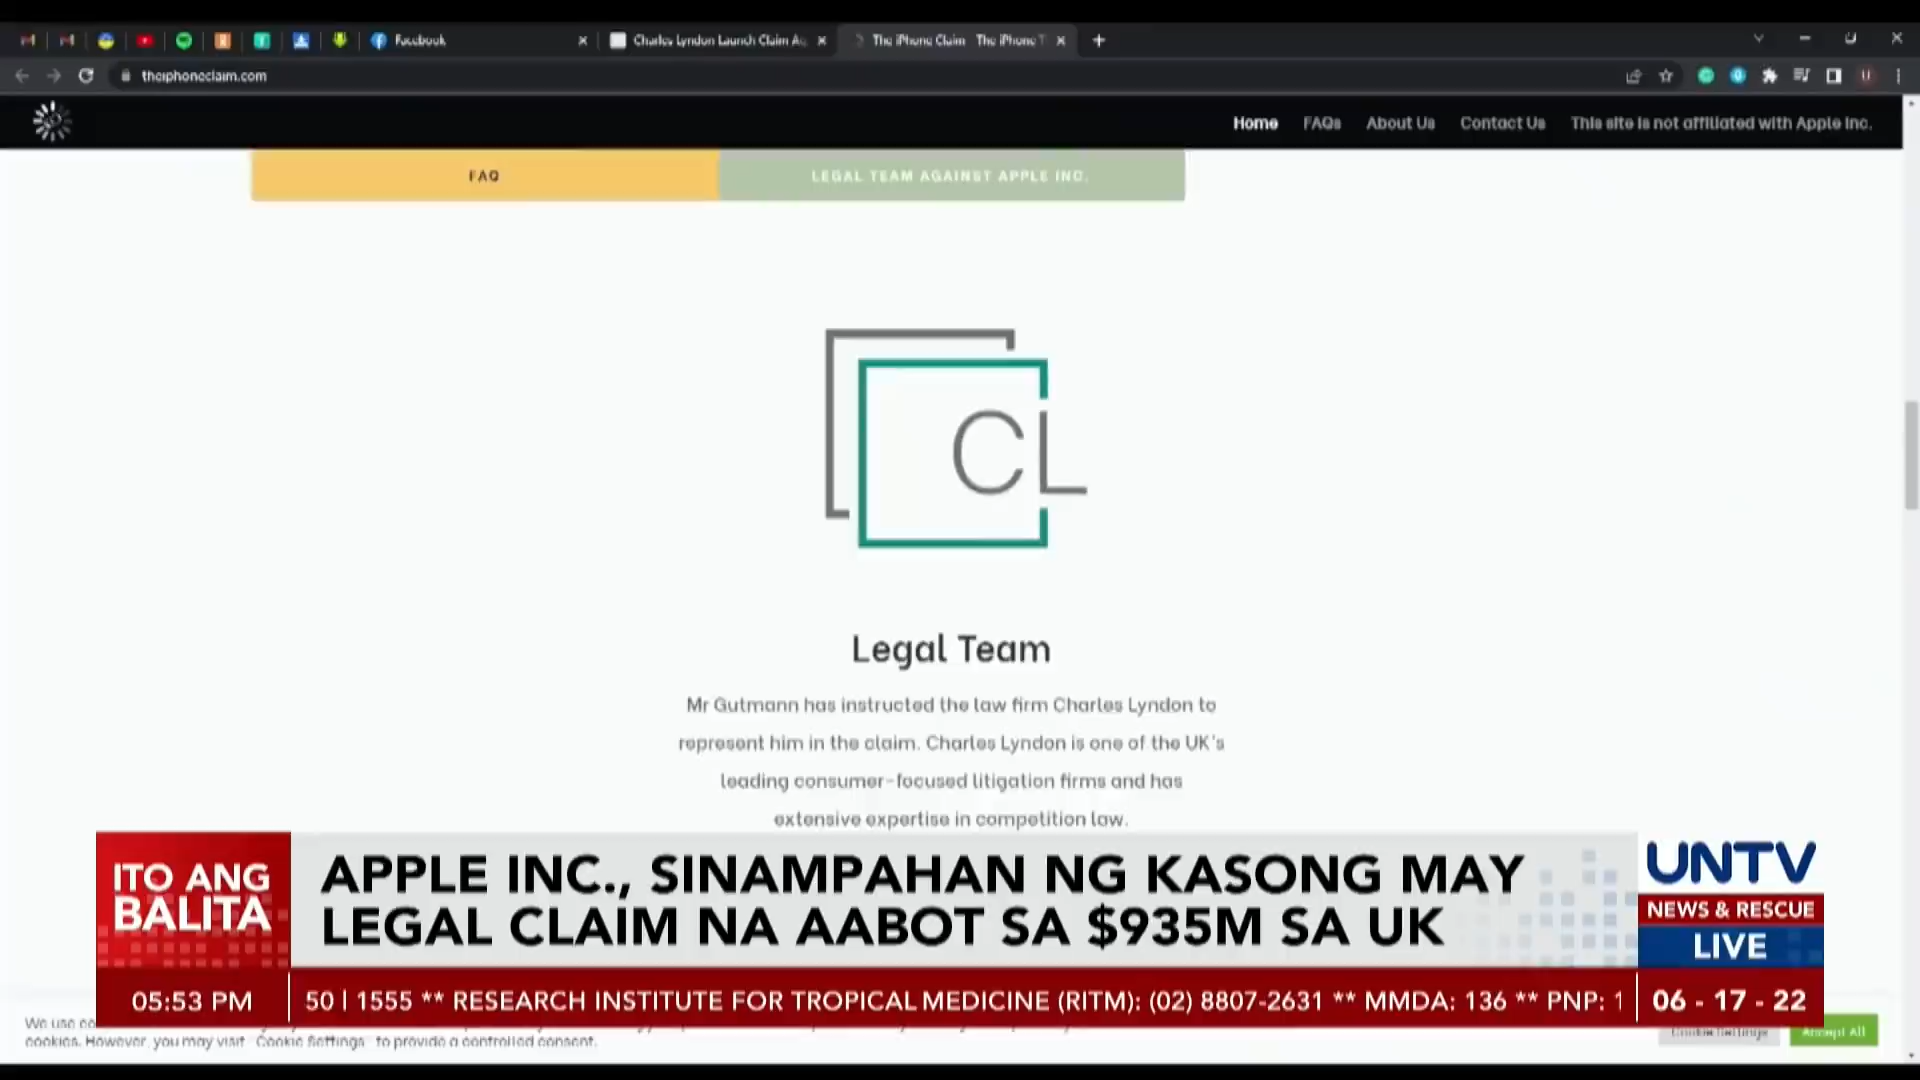 Facebook
Charles Lyndon Launch Claim Ag
The iPhone Claim The iPhone T
theiphoneclaim.com
Home FAQs About Us Contact Us This site is not affiliated with Apple Inc.
FAQ
LEGAL TEAM AGAINST APPLE INC.
CL
Legal Team
Mr Gutmann has instructed the law firm Charles Lyndon to
represent him in the claim. Charles Lyndon is one of the UK's
leading consumer-focused litigation firms and has
extensive expertise in competition law.
ITO ANG
BALITA
APPLE INC., SINAMPAHAN NG KASONG MAY
LEGAL CLAIM NA AABOT SA $935M SA UK
UNTV
NEWS & RESCUE
LIVE
05:53 PM
50 | 1555 ** RESEARCH INSTITUTE FOR TROPICAL MEDICINE (RITM): (02) 8807-2631 ** MMDA: 136 ** PNP: 1
06 - 17 - 22
We use co
cookies. However, you may visit "Cookie Settings" to provide a controlled consent.
Cookie Settings
Accept All